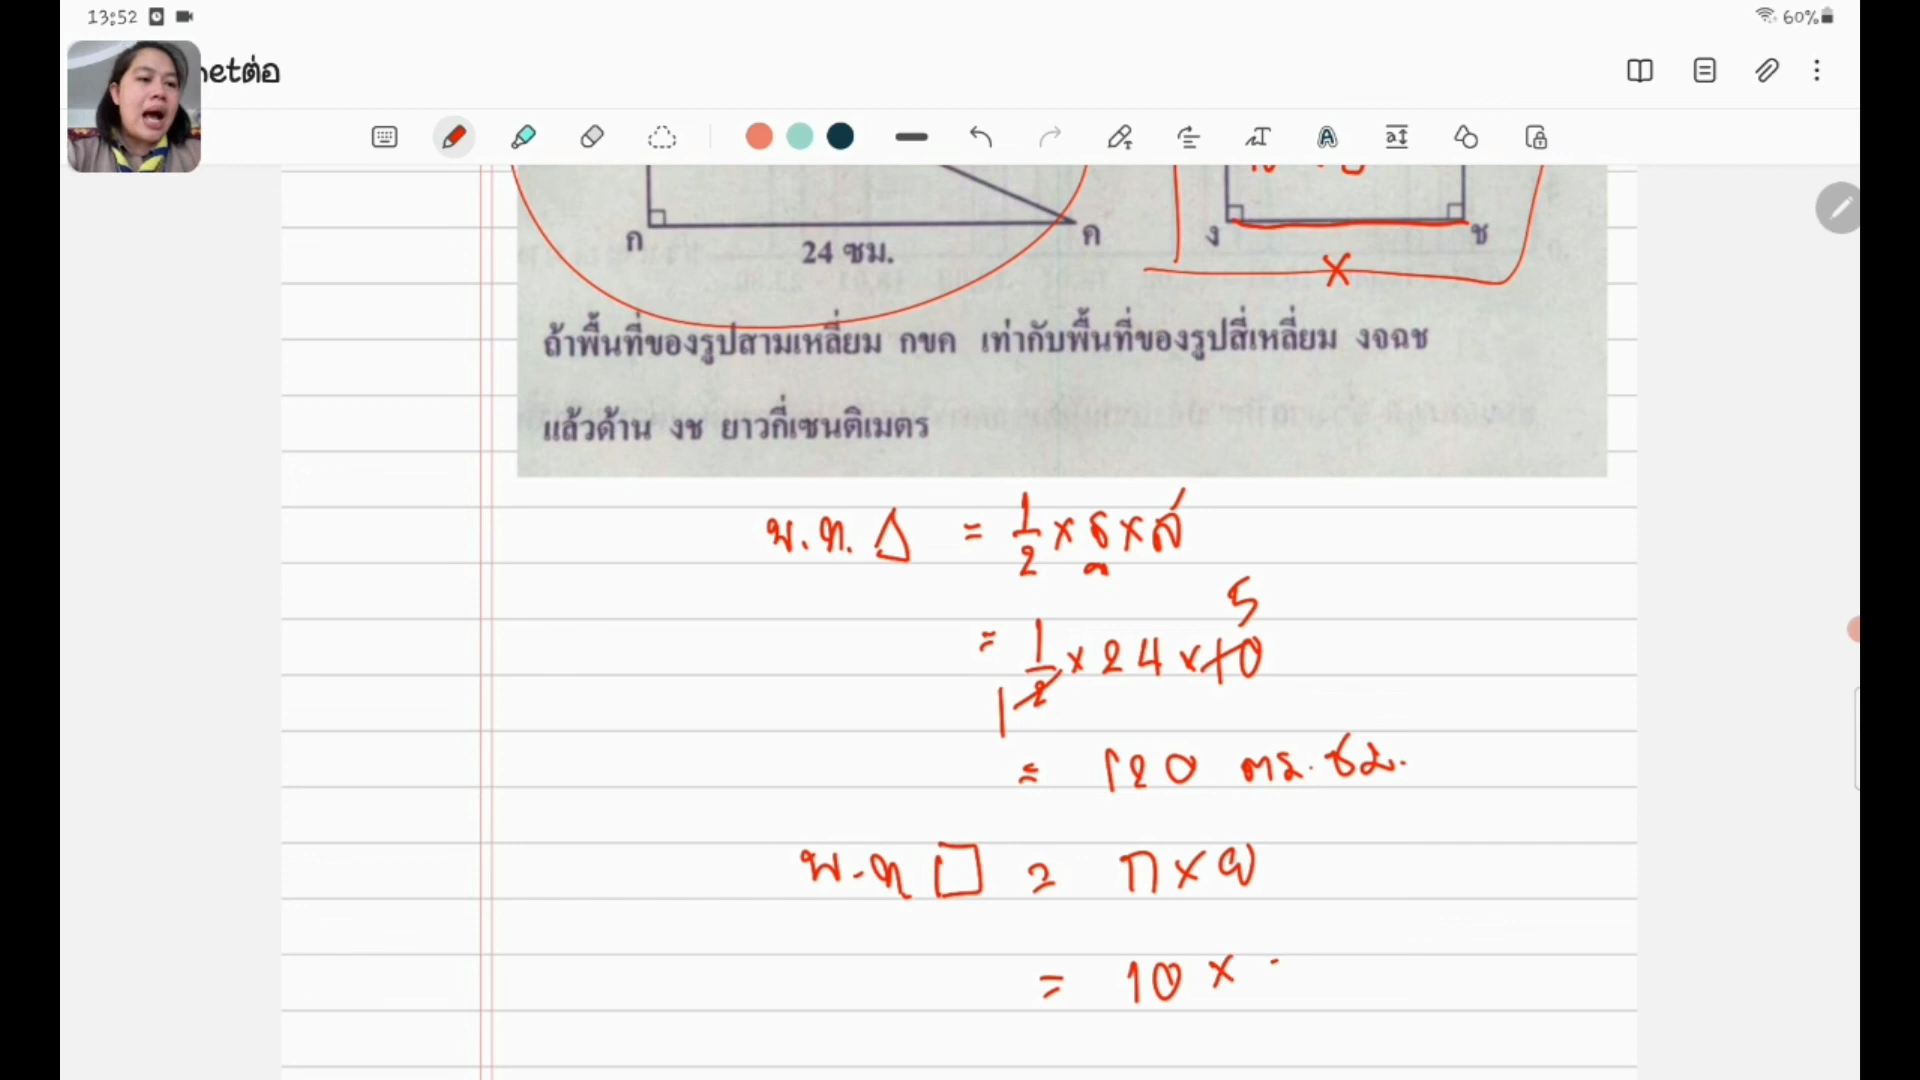 13:52
60%
netต่อ
ก
24 ซม.
ค
ง
ช
x
ถ้าพื้นที่ของรูปสามเหลี่ยม กขค เท่ากับพื้นที่ของรูปสี่เหลี่ยม งจฉช
แล้วด้าน งช ยาวกี่เซนติเมตร
พ.ท. △ = 1/2 x ฐ x ส
5
= 1/2 x 24 x 10
1
= 120 ตร.ซม.
พ.ท □ = ก x ย
= 10 x